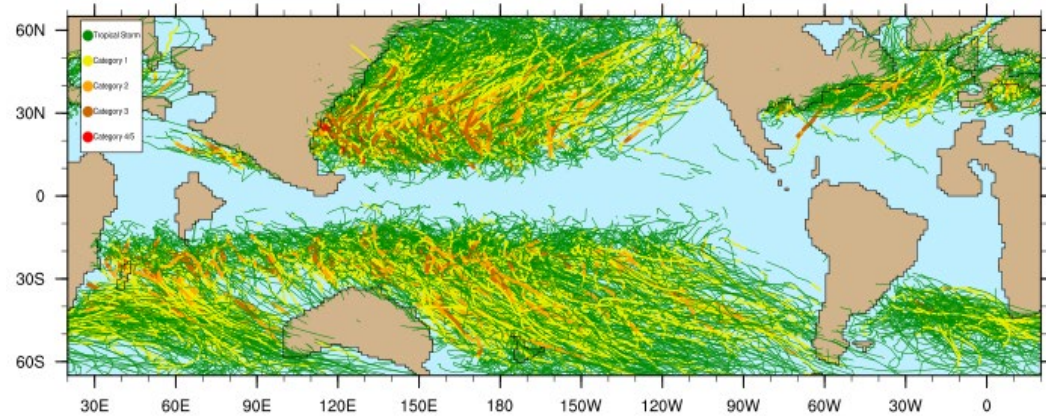 60N
30N
0
30S
60S
Tropical Storm
Category 1
Category 2
Category 3
Category 4/5
30E 60E 90E 120E 150E 180 150W 120W 90W 60W 30W 0